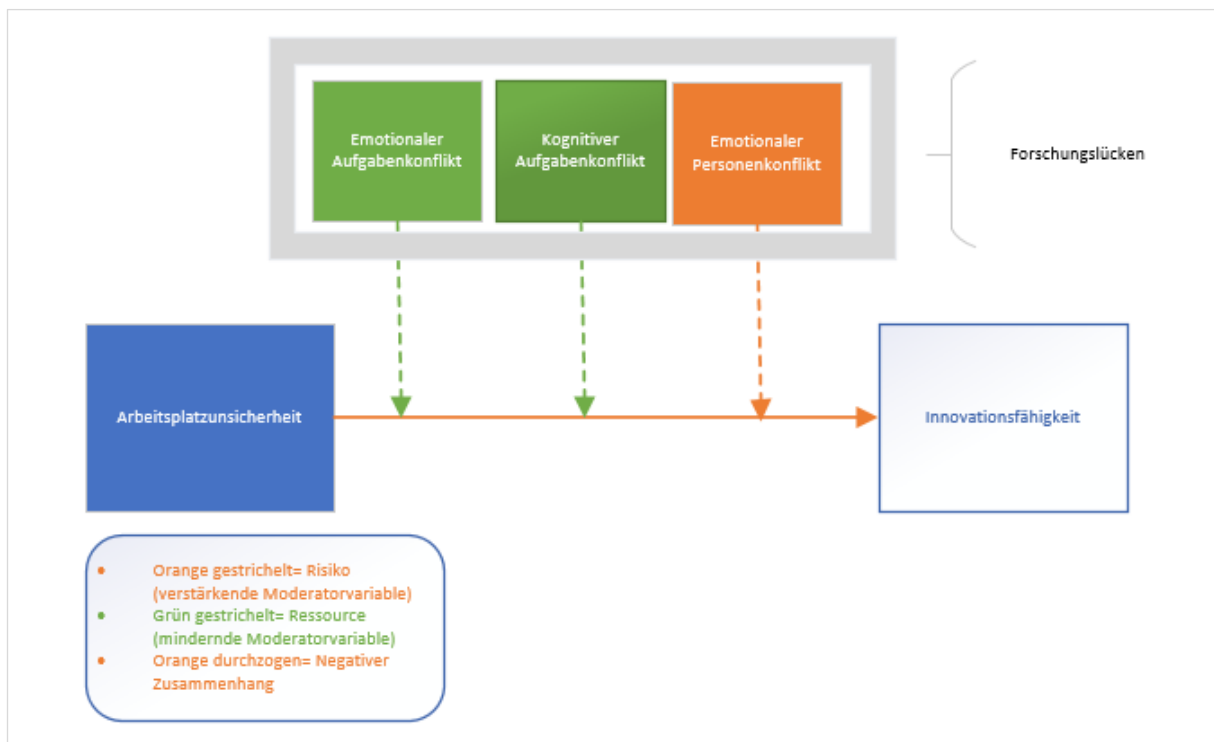 Emotionaler
Aufgabenkonflikt
Kognitiver
Aufgabenkonflikt
Emotionaler
Personenkonflikt
Forschungslücken
Arbeitsplatzunsicherheit
Innovationsfähigkeit
• Orange gestrichelt= Risiko
(verstärkende Moderatorvariable)
• Grün gestrichelt= Ressource
(mindernde Moderatorvariable)
• Orange durchzogen= Negativer
Zusammenhang